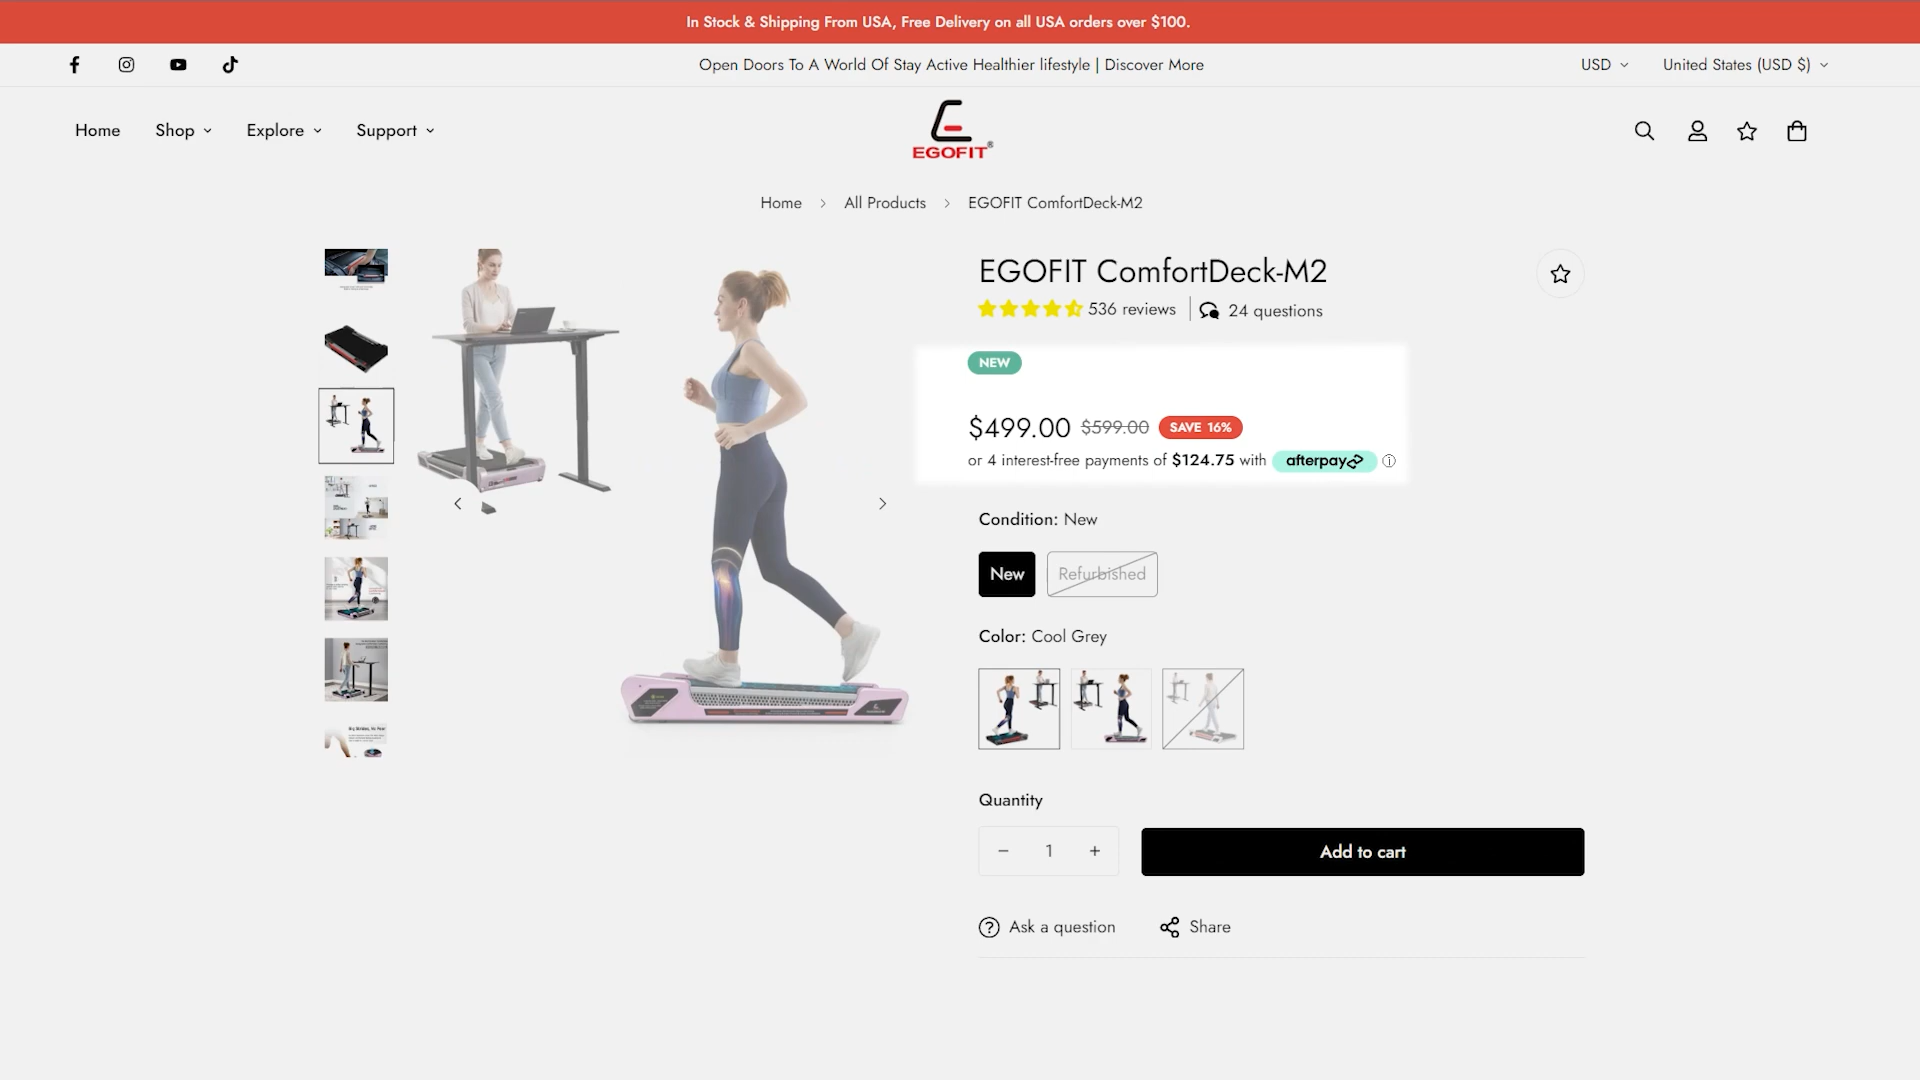 In Stock & Shipping From USA, Free Delivery on all USA orders over $100.
Open Doors To A World Of Stay Active Healthier lifestyle | Discover More
USD
United States (USD $)
Home
Shop
Explore
Support
EGOFIT®
Home > All Products > EGOFIT ComfortDeck-M2
EGOFIT ComfortDeck-M2
536 reviews
24 questions
NEW
$499.00 $599.00 SAVE 16%
or 4 interest-free payments of $124.75 with afterpay
Condition: New
New
Refurbished
Color: Cool Grey
Quantity
− 1 +
Add to cart
Ask a question
Share